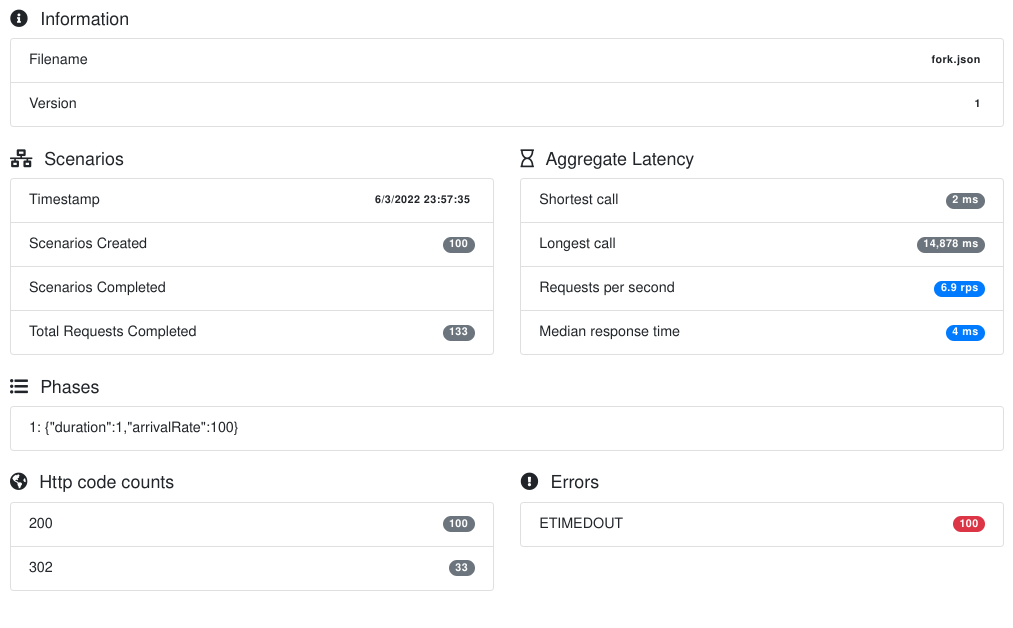 Information
Filename fork.json
Version 1
Scenarios
Timestamp 6/3/2022 23:57:35
Scenarios Created 100
Scenarios Completed
Total Requests Completed 133
Aggregate Latency
Shortest call 2 ms
Longest call 14,878 ms
Requests per second 6.9 rps
Median response time 4 ms
Phases
1: {"duration":1,"arrivalRate":100}
Http code counts
200 100
302 33
Errors
ETIMEDOUT 100